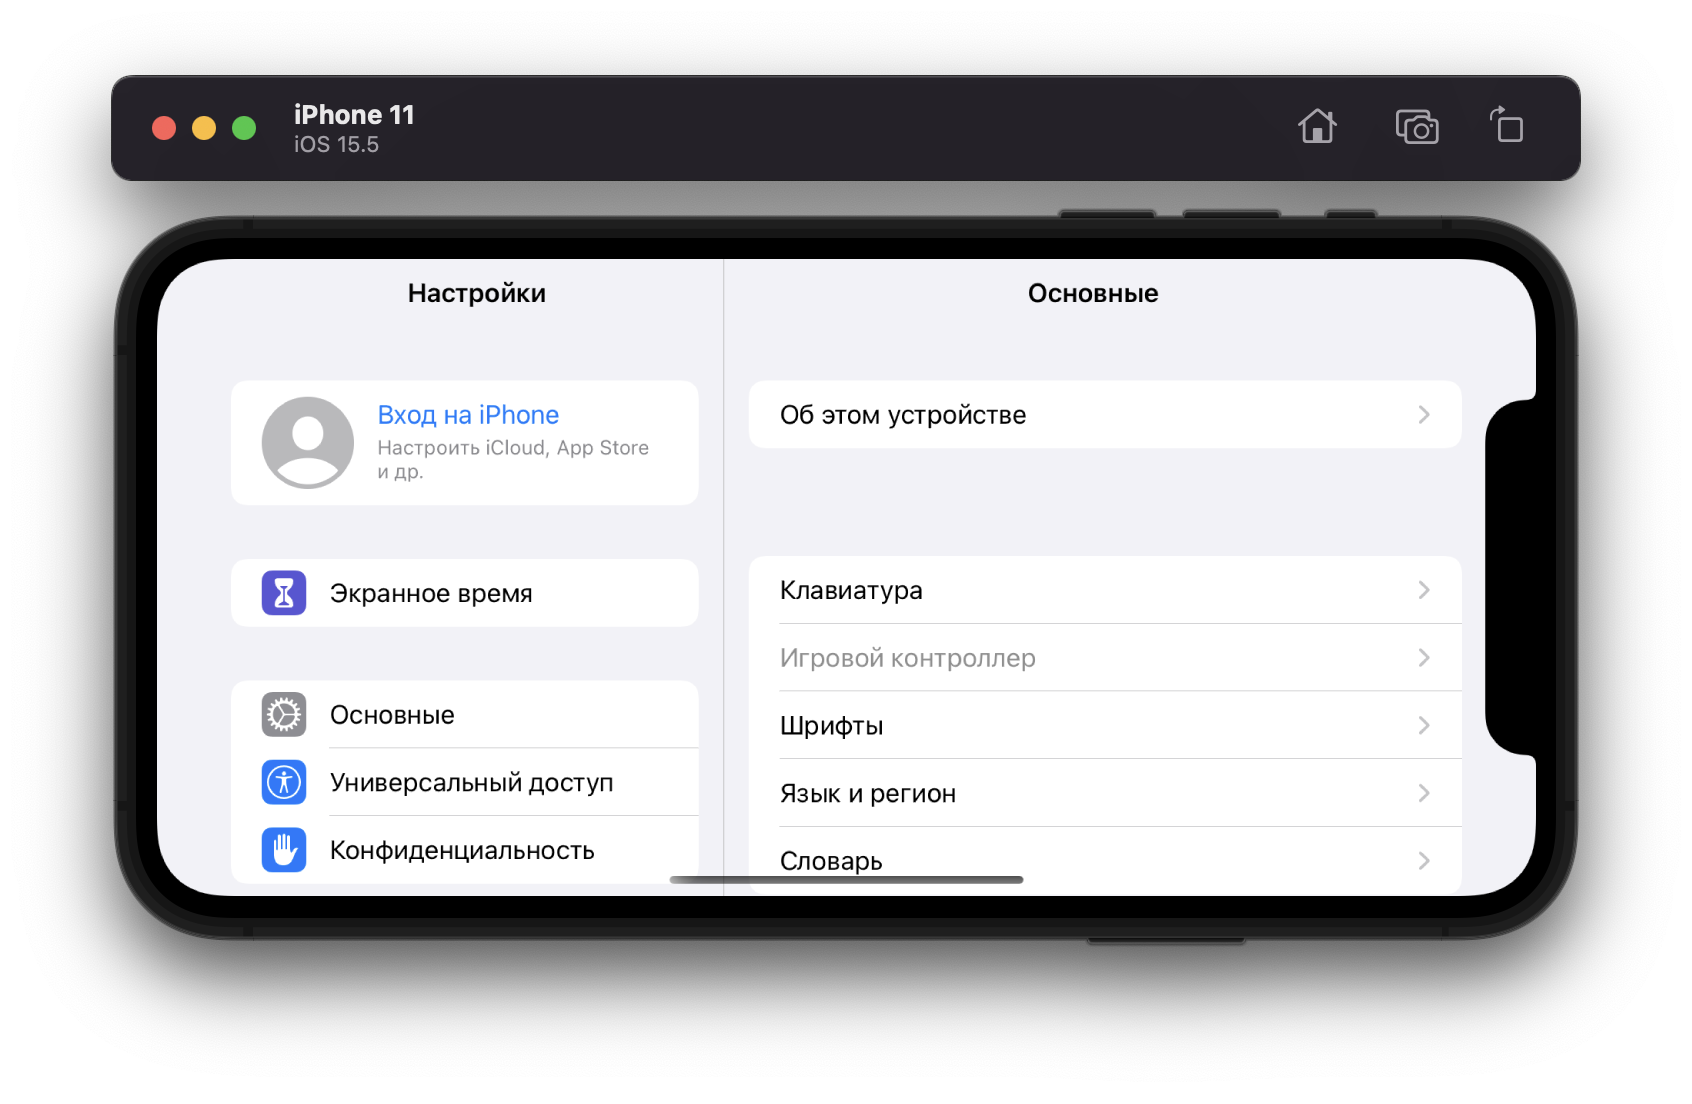 iPhone 11
iOS 15.5
Настройки
Вход на iPhone
Настроить iCloud, App Store
и др.
Экранное время
Основные
Универсальный доступ
Конфиденциальность
Основные
Об этом устройстве
Клавиатура
Игровой контроллер
Шрифты
Язык и регион
Словарь